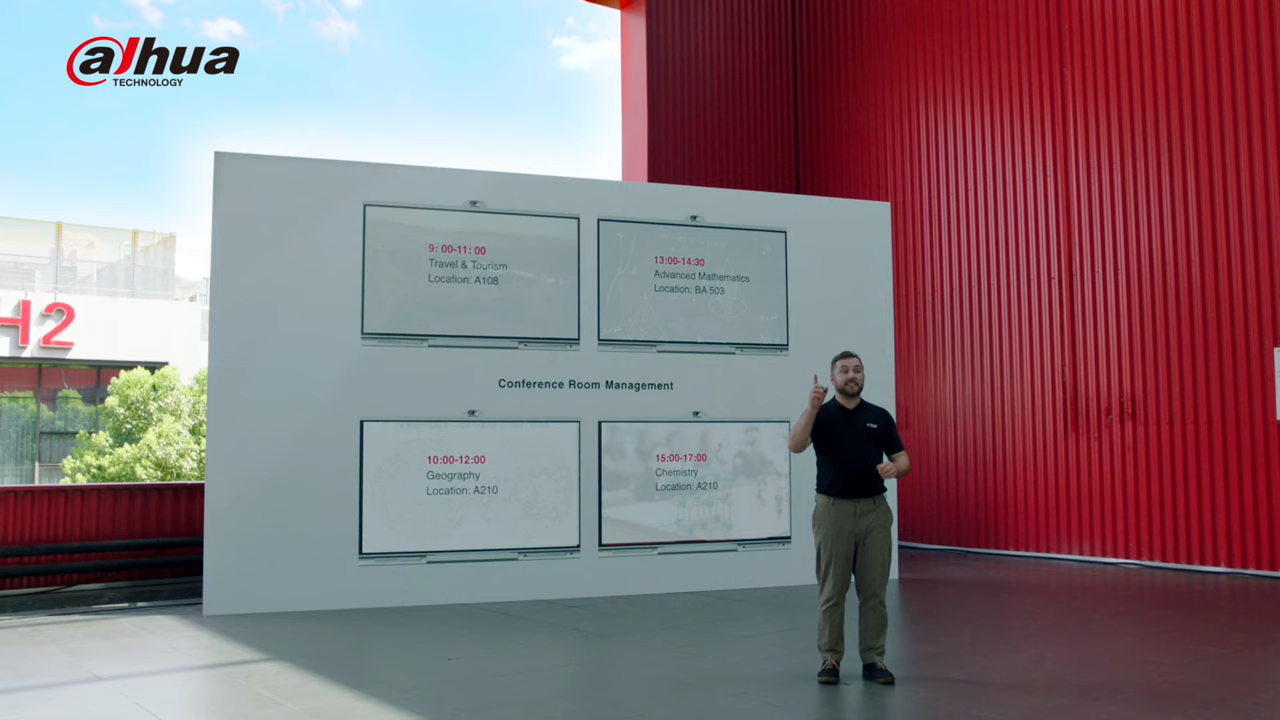 alhua
TECHNOLOGY
H2
9: 00-11: 00
Travel & Tourism
Location: A108
13:00-14:30
Advanced Mathematics
Location: BA 503
Conference Room Management
10:00-12:00
Geography
Location: A210
15:00-17:00
Chemistry
Location: A210